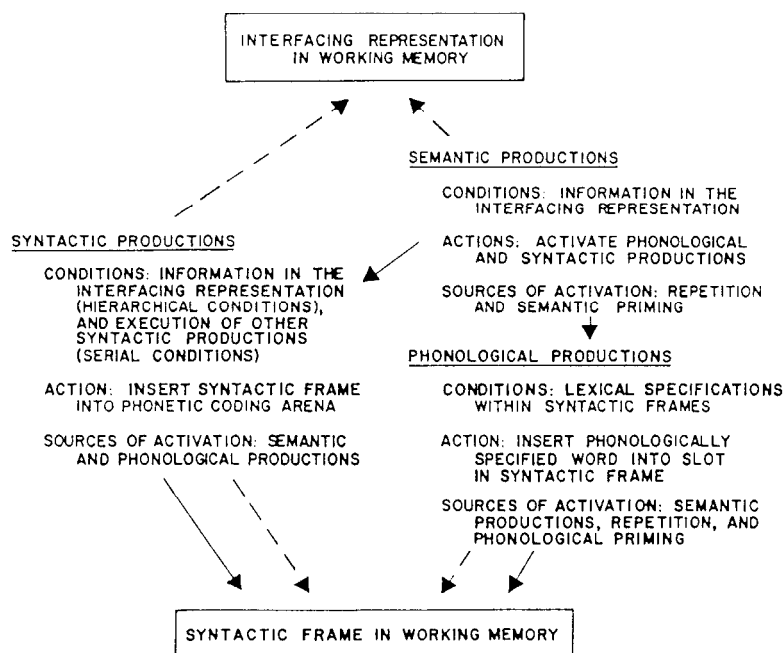 INTERFACING REPRESENTATION
IN WORKING MEMORY
SEMANTIC PRODUCTIONS
CONDITIONS: INFORMATION IN THE
INTERFACING REPRESENTATION
ACTIONS: ACTIVATE PHONOLOGICAL
AND SYNTACTIC PRODUCTIONS
SOURCES OF ACTIVATION: REPETITION
AND SEMANTIC PRIMING
SYNTACTIC PRODUCTIONS
CONDITIONS: INFORMATION IN THE
INTERFACING REPRESENTATION
(HIERARCHICAL CONDITIONS),
AND EXECUTION OF OTHER
SYNTACTIC PRODUCTIONS
(SERIAL CONDITIONS)
ACTION: INSERT SYNTACTIC FRAME
INTO PHONETIC CODING ARENA
SOURCES OF ACTIVATION: SEMANTIC
AND PHONOLOGICAL PRODUCTIONS
PHONOLOGICAL PRODUCTIONS
CONDITIONS: LEXICAL SPECIFICATIONS
WITHIN SYNTACTIC FRAMES
ACTION: INSERT PHONOLOGICALLY
SPECIFIED WORD INTO SLOT
IN SYNTACTIC FRAME
SOURCES OF ACTIVATION: SEMANTIC
PRODUCTIONS, REPETITION, AND
PHONOLOGICAL PRIMING
SYNTACTIC FRAME IN WORKING MEMORY